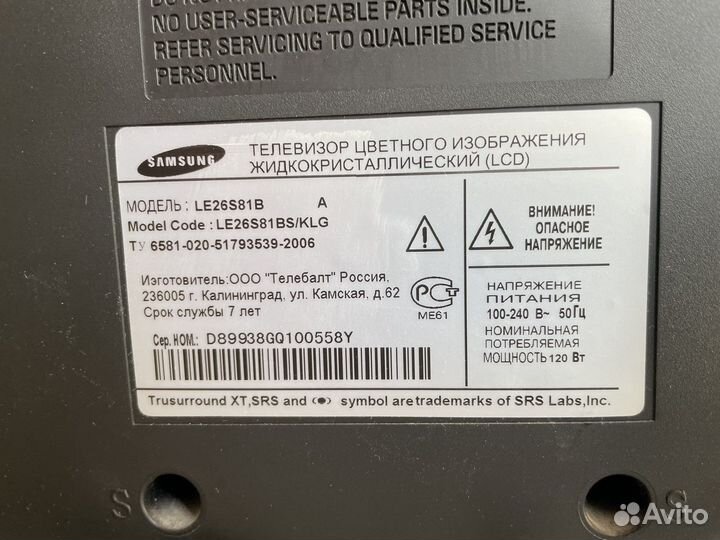 NO USER-SERVICEABLE PARTS INSIDE.
REFER SERVICING TO QUALIFIED SERVICE
PERSONNEL.
SAMSUNG
ТЕЛЕВИЗОР ЦВЕТНОГО ИЗОБРАЖЕНИЯ
ЖИДКОКРИСТАЛЛИЧЕСКИЙ (LCD)
МОДЕЛЬ : LE26S81B A
Model Code : LE26S81BS/KLG
ТУ 6581-020-51793539-2006
Изготовитель:ООО "Телебалт" Россия,
236005 г. Калининград, ул. Камская, д.62
Срок службы 7 лет
РСТ
МЕ61
Сер. НОМ.: D89938GQ100558Y
ВНИМАНИЕ!
ОПАСНОЕ
НАПРЯЖЕНИЕ
НАПРЯЖЕНИЕ
ПИТАНИЯ
100-240 В~ 50Гц
НОМИНАЛЬНАЯ
ПОТРЕБЛЯЕМАЯ
МОЩНОСТЬ 120 Вт
Trusurround XT,SRS and (●) symbol are trademarks of SRS Labs,Inc.
S
S
Avito